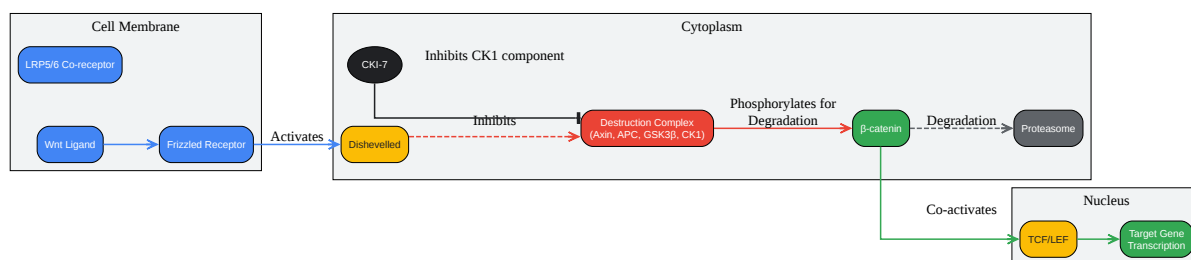 Cell Membrane
LRP5/6 Co-receptor
Wnt Ligand
Frizzled Receptor
Activates
Cytoplasm
CKI-7
Inhibits CK1 component
Dishevelled
Inhibits
Destruction Complex
(Axin, APC, GSK3β, CK1)
Phosphorylates for
Degradation
β-catenin
Degradation
Proteasome
Co-activates
Nucleus
TCF/LEF
Target Gene
Transcription